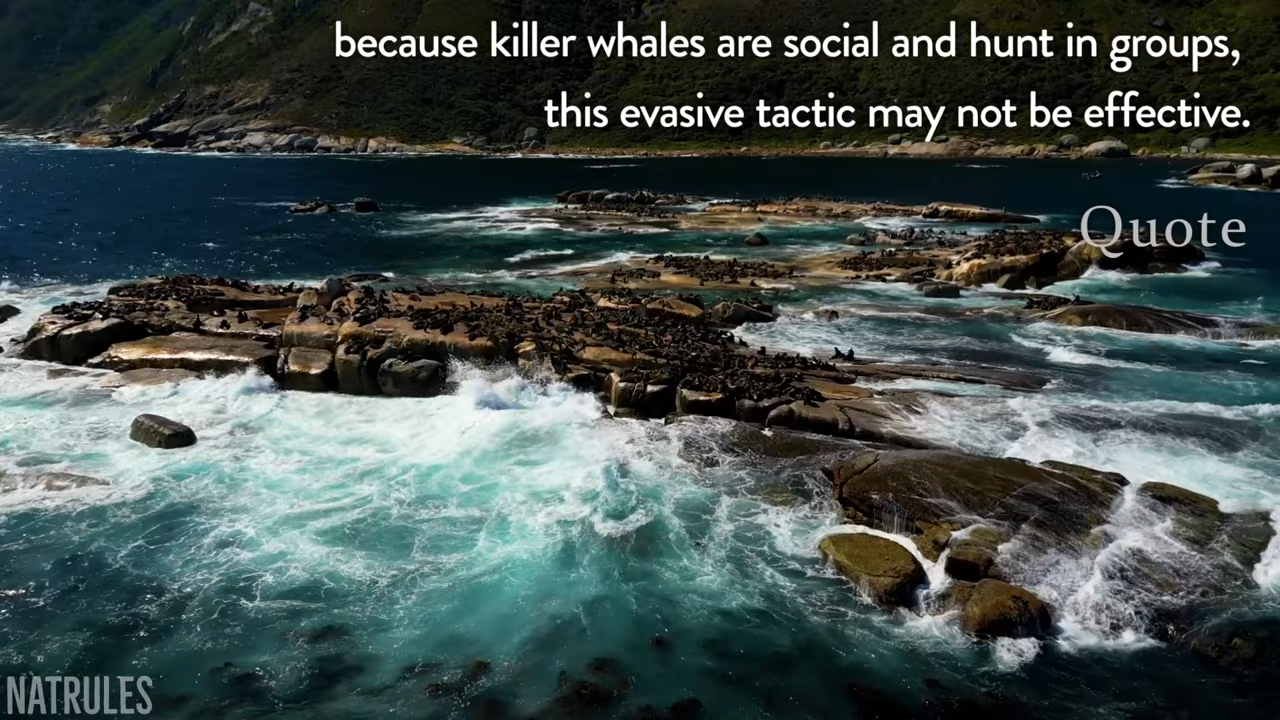 because killer whales are social and hunt in groups,
this evasive tactic may not be effective.
Quote
NATRULES